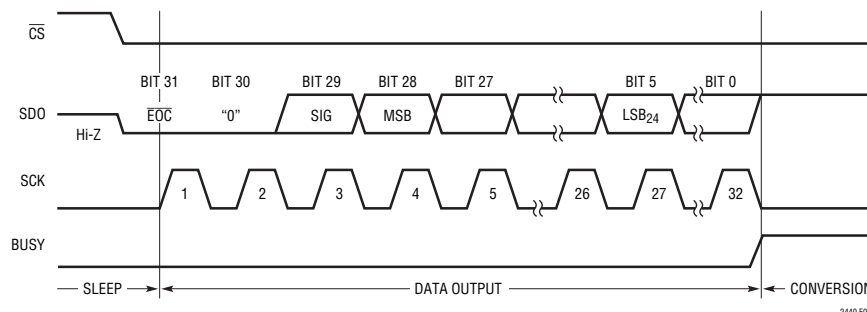 CS
BIT 31 BIT 30 BIT 29 BIT 28 BIT 27 BIT 5 BIT 0
SDO EOC "0" SIG MSB LSB24
Hi-Z
SCK 1 2 3 4 5 26 27 32
BUSY
SLEEP DATA OUTPUT CONVERSION